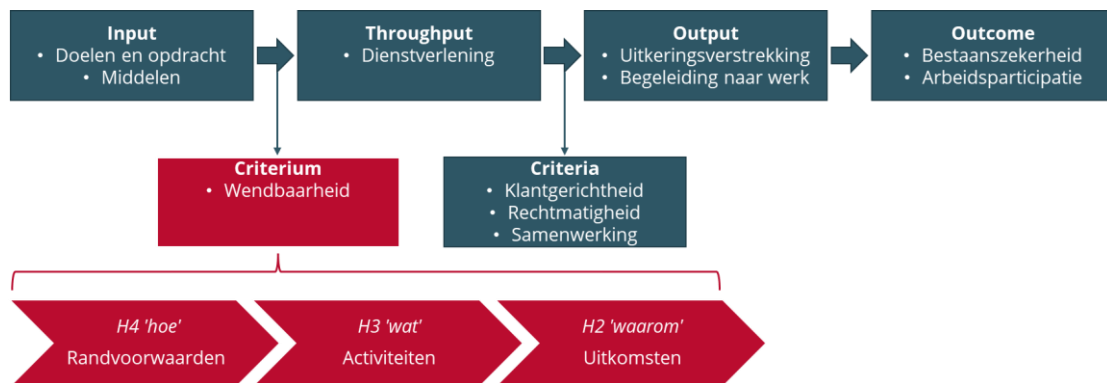 Input
• Doelen en opdracht
• Middelen
Throughput
• Dienstverlening
Output
• Uitkeringsverstrekking
• Begeleiding naar werk
Outcome
• Bestaanszekerheid
• Arbeidsparticipatie
Criterium
• Wendbaarheid
Criteria
• Klantgerichtheid
• Rechtmatigheid
• Samenwerking
H4 'hoe'
Randvoorwaarden
H3 'wat'
Activiteiten
H2 'waarom'
Uitkomsten